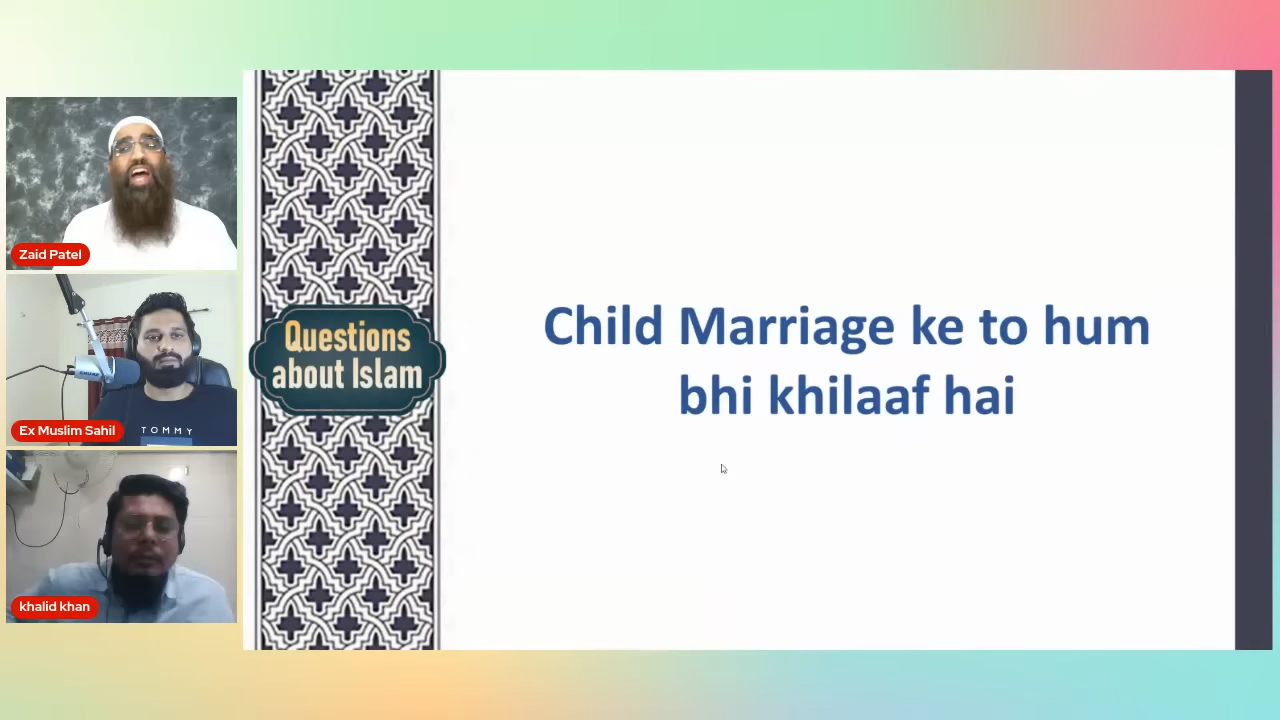 Zaid Patel
TOMMY
Ex Muslim Sahil
khalid khan
Questions
about Islam
Child Marriage ke to hum
bhi khilaaf hai